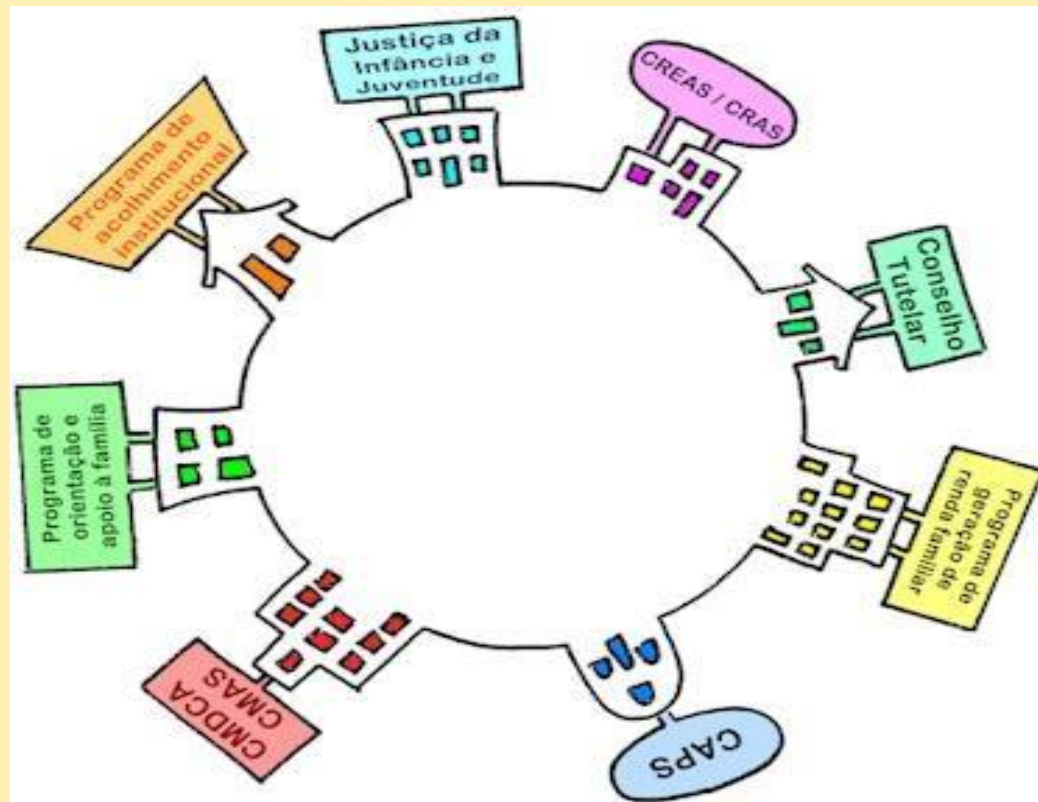 Justiça da
Infância e
Juventude
CREAS / CRAS
Conselho
Tutelar
Programa de
geração de
renda familiar
CAPS
CMDCA
CMAS
Programa de
orientação e
apoio à família
Programa de
acolhimento
institucional